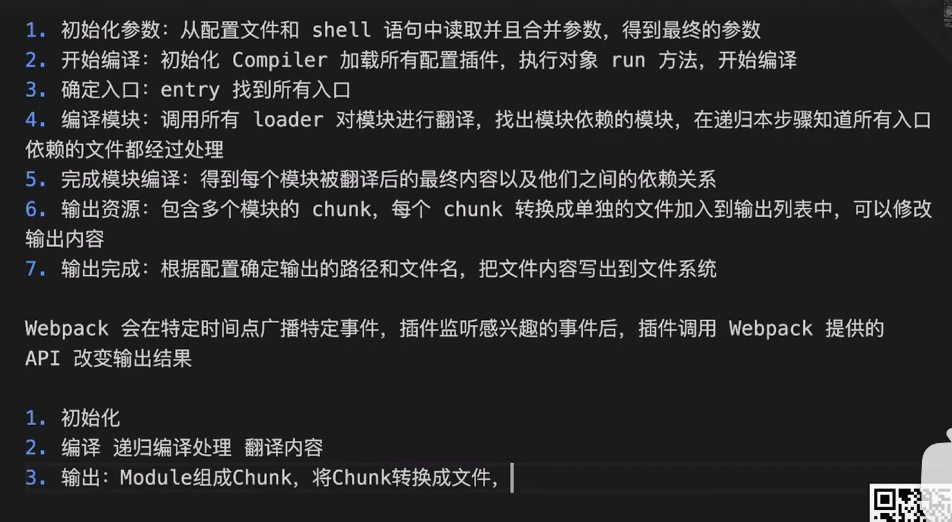 1. 初始化参数：从配置文件和 shell 语句中读取并且合并参数，得到最终的参数
2. 开始编译：初始化 Compiler 加载所有配置插件，执行对象 run 方法，开始编译
3. 确定入口：entry 找到所有入口
4. 编译模块：调用所有 loader 对模块进行翻译，找出模块依赖的模块，在递归本步骤知道所有入口
依赖的文件都经过处理
5. 完成模块编译：得到每个模块被翻译后的最终内容以及他们之间的依赖关系
6. 输出资源：包含多个模块的 chunk，每个 chunk 转换成单独的文件加入到输出列表中，可以修改
输出内容
7. 输出完成：根据配置确定输出的路径和文件名，把文件内容写出到文件系统
Webpack 会在特定时间点广播特定事件，插件监听感兴趣的事件后，插件调用 Webpack 提供的
API 改变输出结果
1. 初始化
2. 编译 递归编译处理 翻译内容
3. 输出：Module组成Chunk，将Chunk转换成文件，